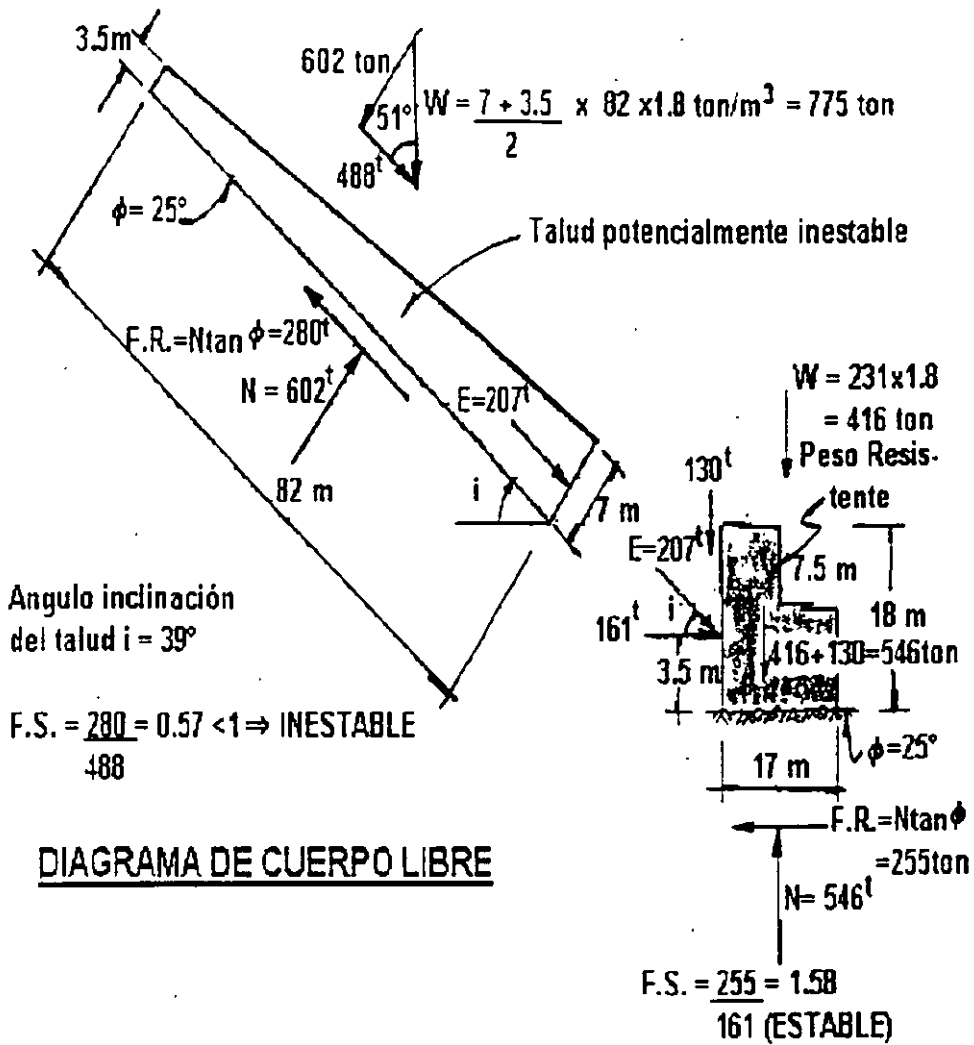 3.5m
602 ton
51°
488ᵗ
W = 7 + 3.5 x 82 x1.8 ton/m³ = 775 ton
2
ϕ= 25°
Talud potencialmente inestable
F.R.=Ntan ϕ=280ᵗ
N = 602ᵗ
E=207ᵗ
82 m
i
7 m
Angulo inclinación
del talud i = 39°
F.S. = 280 = 0.57 <1 ⇒ INESTABLE
488
DIAGRAMA DE CUERPO LIBRE
W = 231x1.8
= 416 ton
Peso Resis-
tente
130ᵗ
E=207ᵗ
7.5 m
18 m
161ᵗ
i
3.5 m
416+130=546ton
ϕ=25°
17 m
F.R.=Ntanϕ
=255ton
N= 546ᵗ
F.S. = 255 = 1.58
161 (ESTABLE)